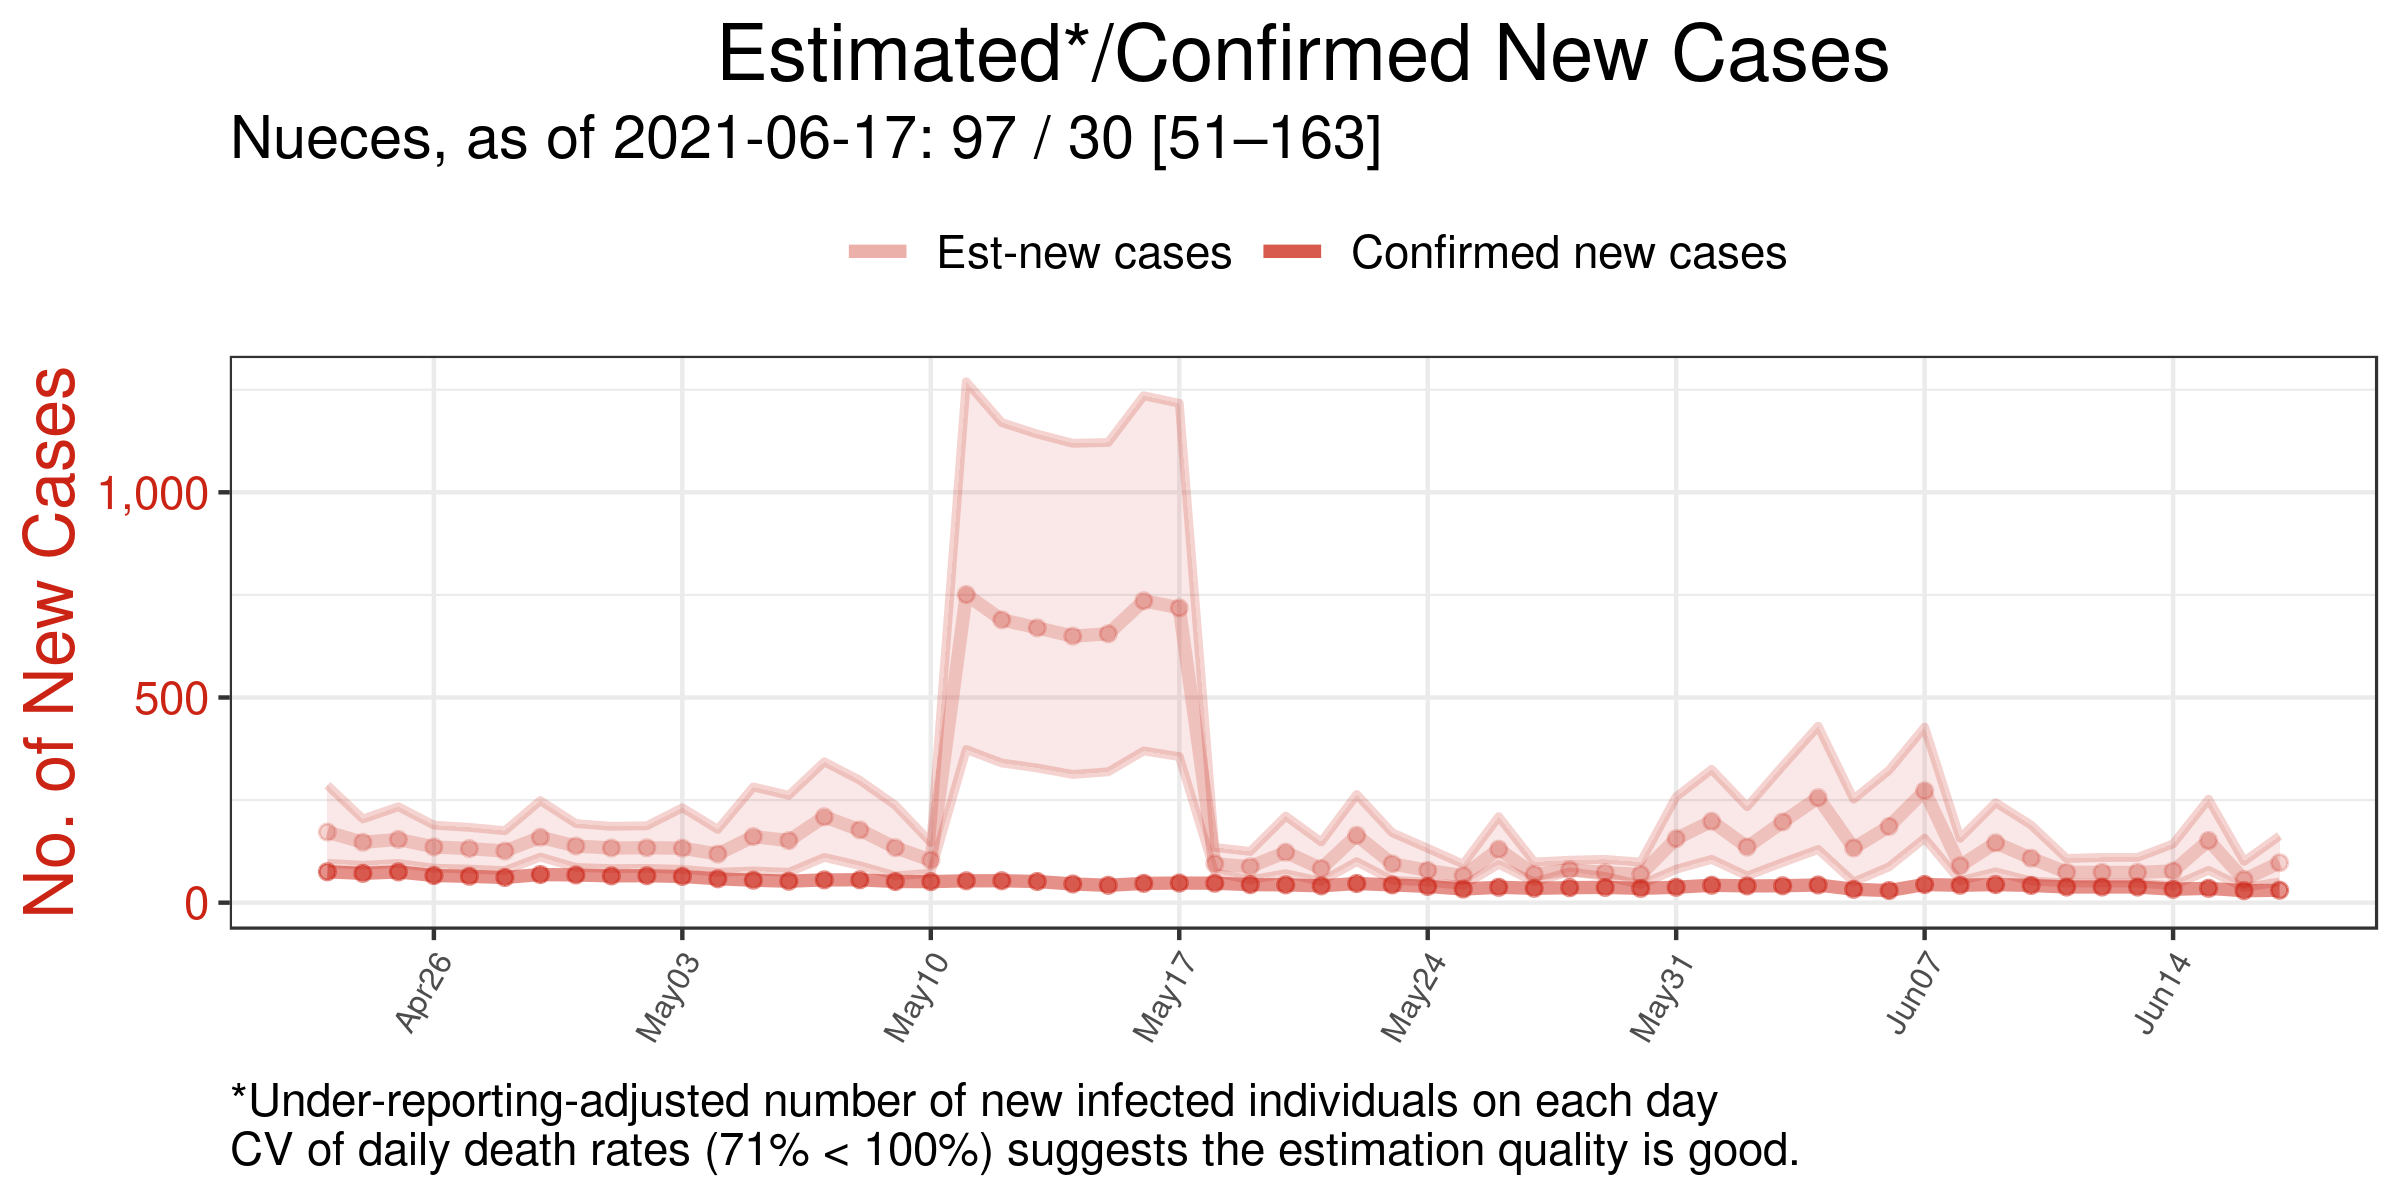 Estimated*/Confirmed New Cases
Nueces, as of 2021-06-17: 97 / 30 [51–163]
Est-new cases
Confirmed new cases
No. of New Cases
1,000
500
0
Apr26
May03
May10
May17
May24
May31
Jun07
Jun14
*Under-reporting-adjusted number of new infected individuals on each day
CV of daily death rates (71% < 100%) suggests the estimation quality is good.